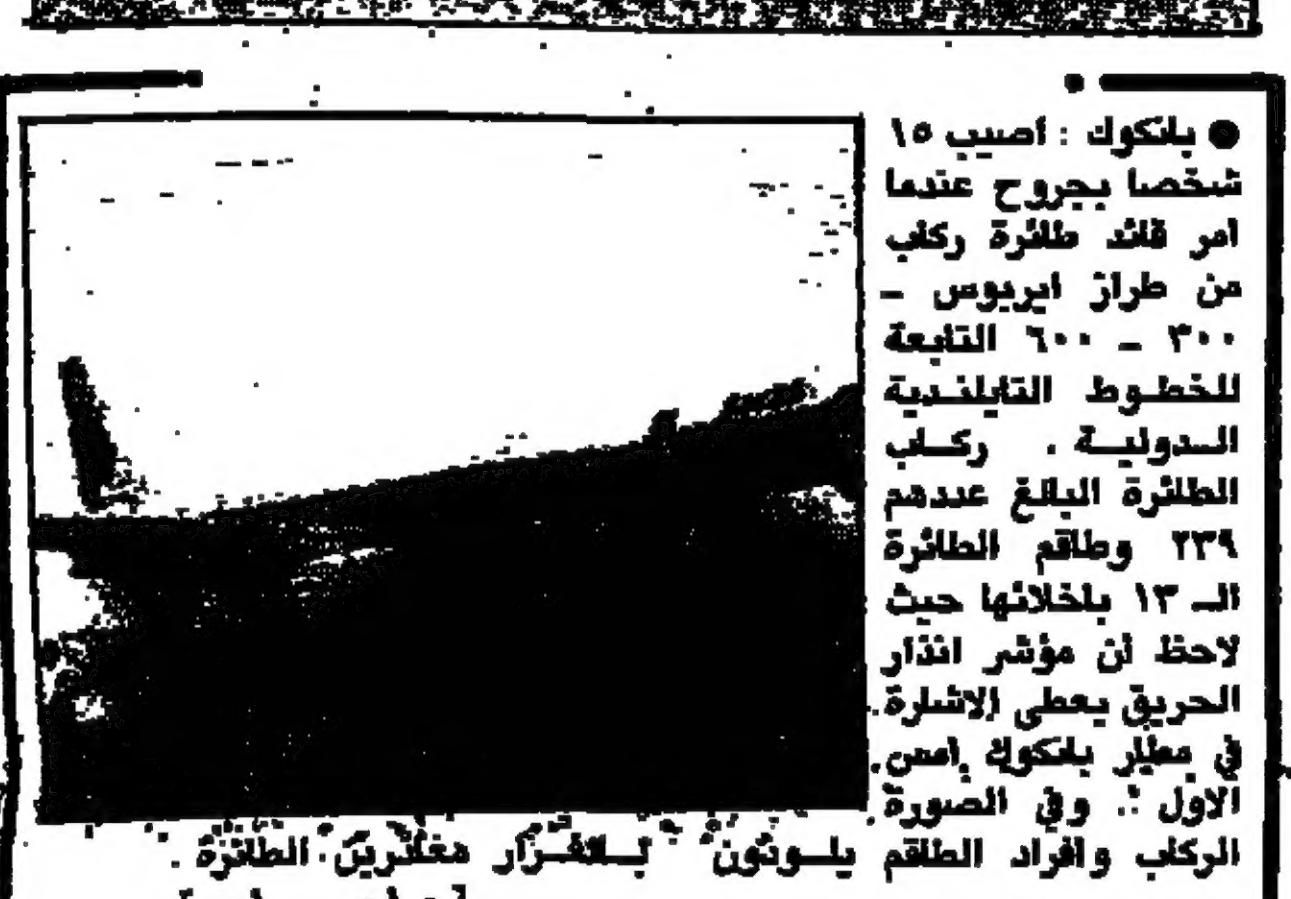 ● بانكوك : اصيب ١٥
شخصا بجروح عندما
امر قائد طائرة ركاب
من طراز ايربوس –
٣٠٠ – ٦٠٠ التابعة
للخطوط التايلندية
الدولية . ركاب
الطائرة البالغ عددهم
٢٣٩ وطاقم الطائرة
الـ ١٣ باخلائها حيث
لاحظ ان مؤشر انذار
الحريق يعطى الاشارة
في مطار بانكوك امس
الاول .. وفي الصورة
الركاب وافراد الطاقم يلوذون بالفرار مغادرين الطائرة .